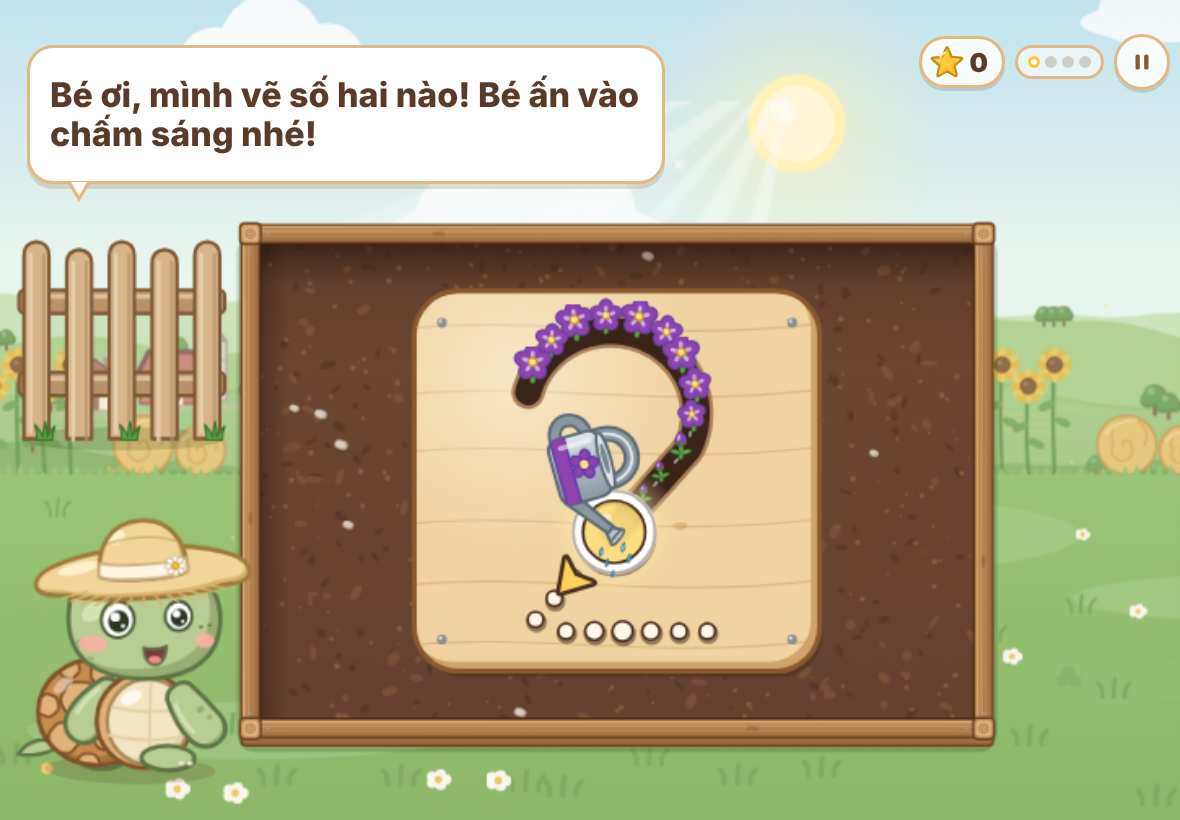 Bé ơi, mình vẽ số hai nào! Bé ấn vào
chấm sáng nhé!
0